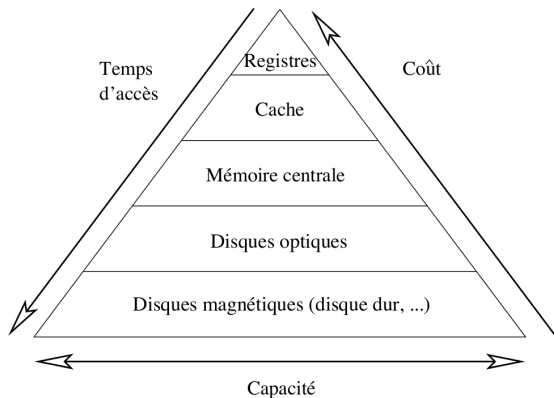 Registres
Temps
d'accès
Coût
Cache
Mémoire centrale
Disques optiques
Disques magnétiques (disque dur, ...)
Capacité